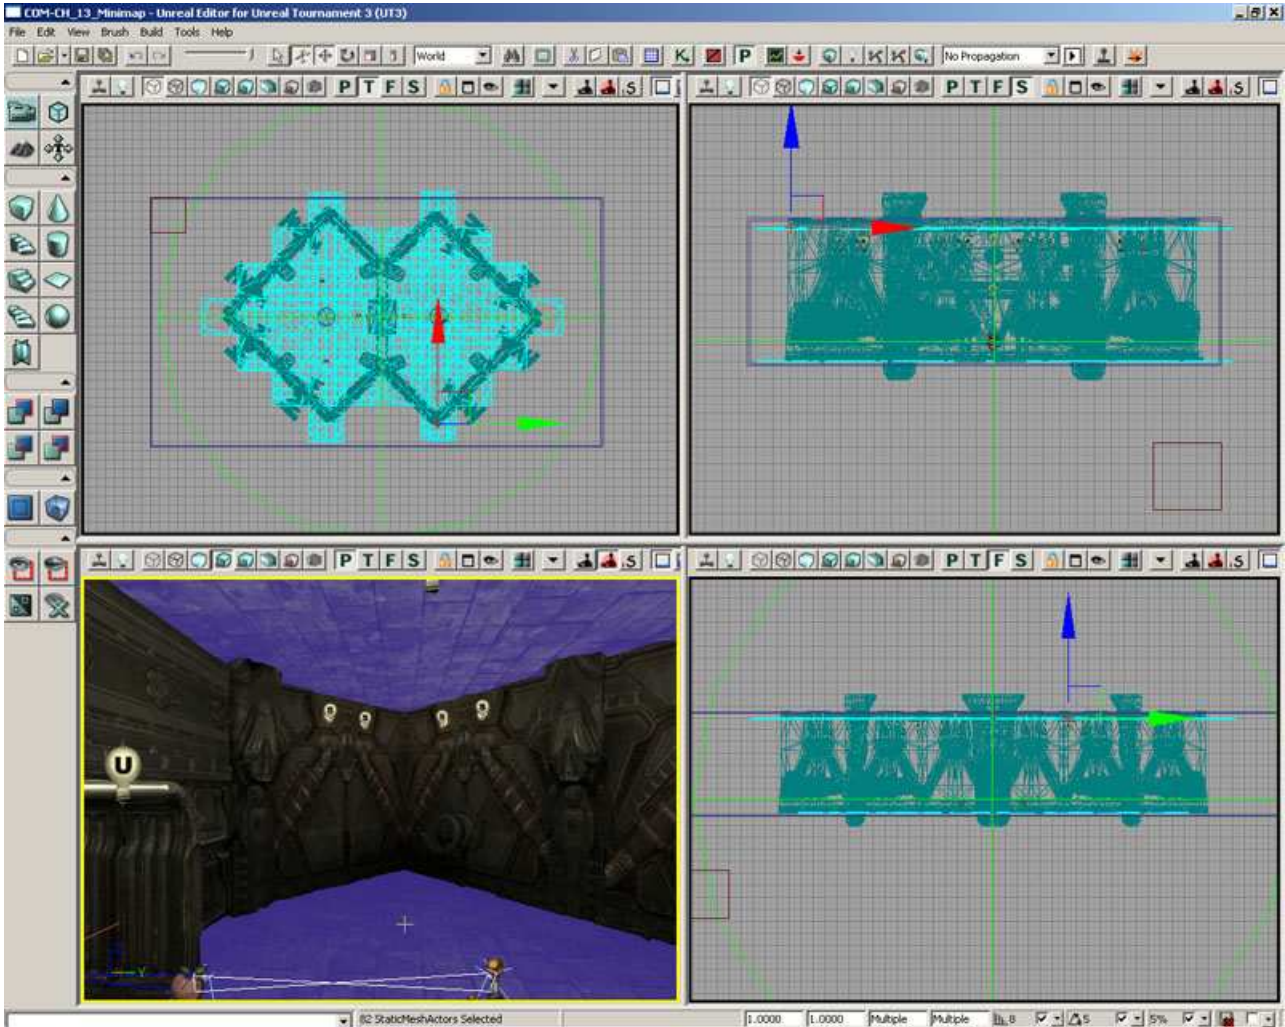 COM-CH_13_Minimap - Unreal Editor for Unreal Tournament 3 (UT3)
File Edit View Brush Build Tools Help
World
P
No Propagation
P T F S
S
P T F S
S
P T F S
S
P T F S
S
U
Y
82 StaticMeshActors Selected
1.0000 1.0000 Multiple Multiple 8 5 5%